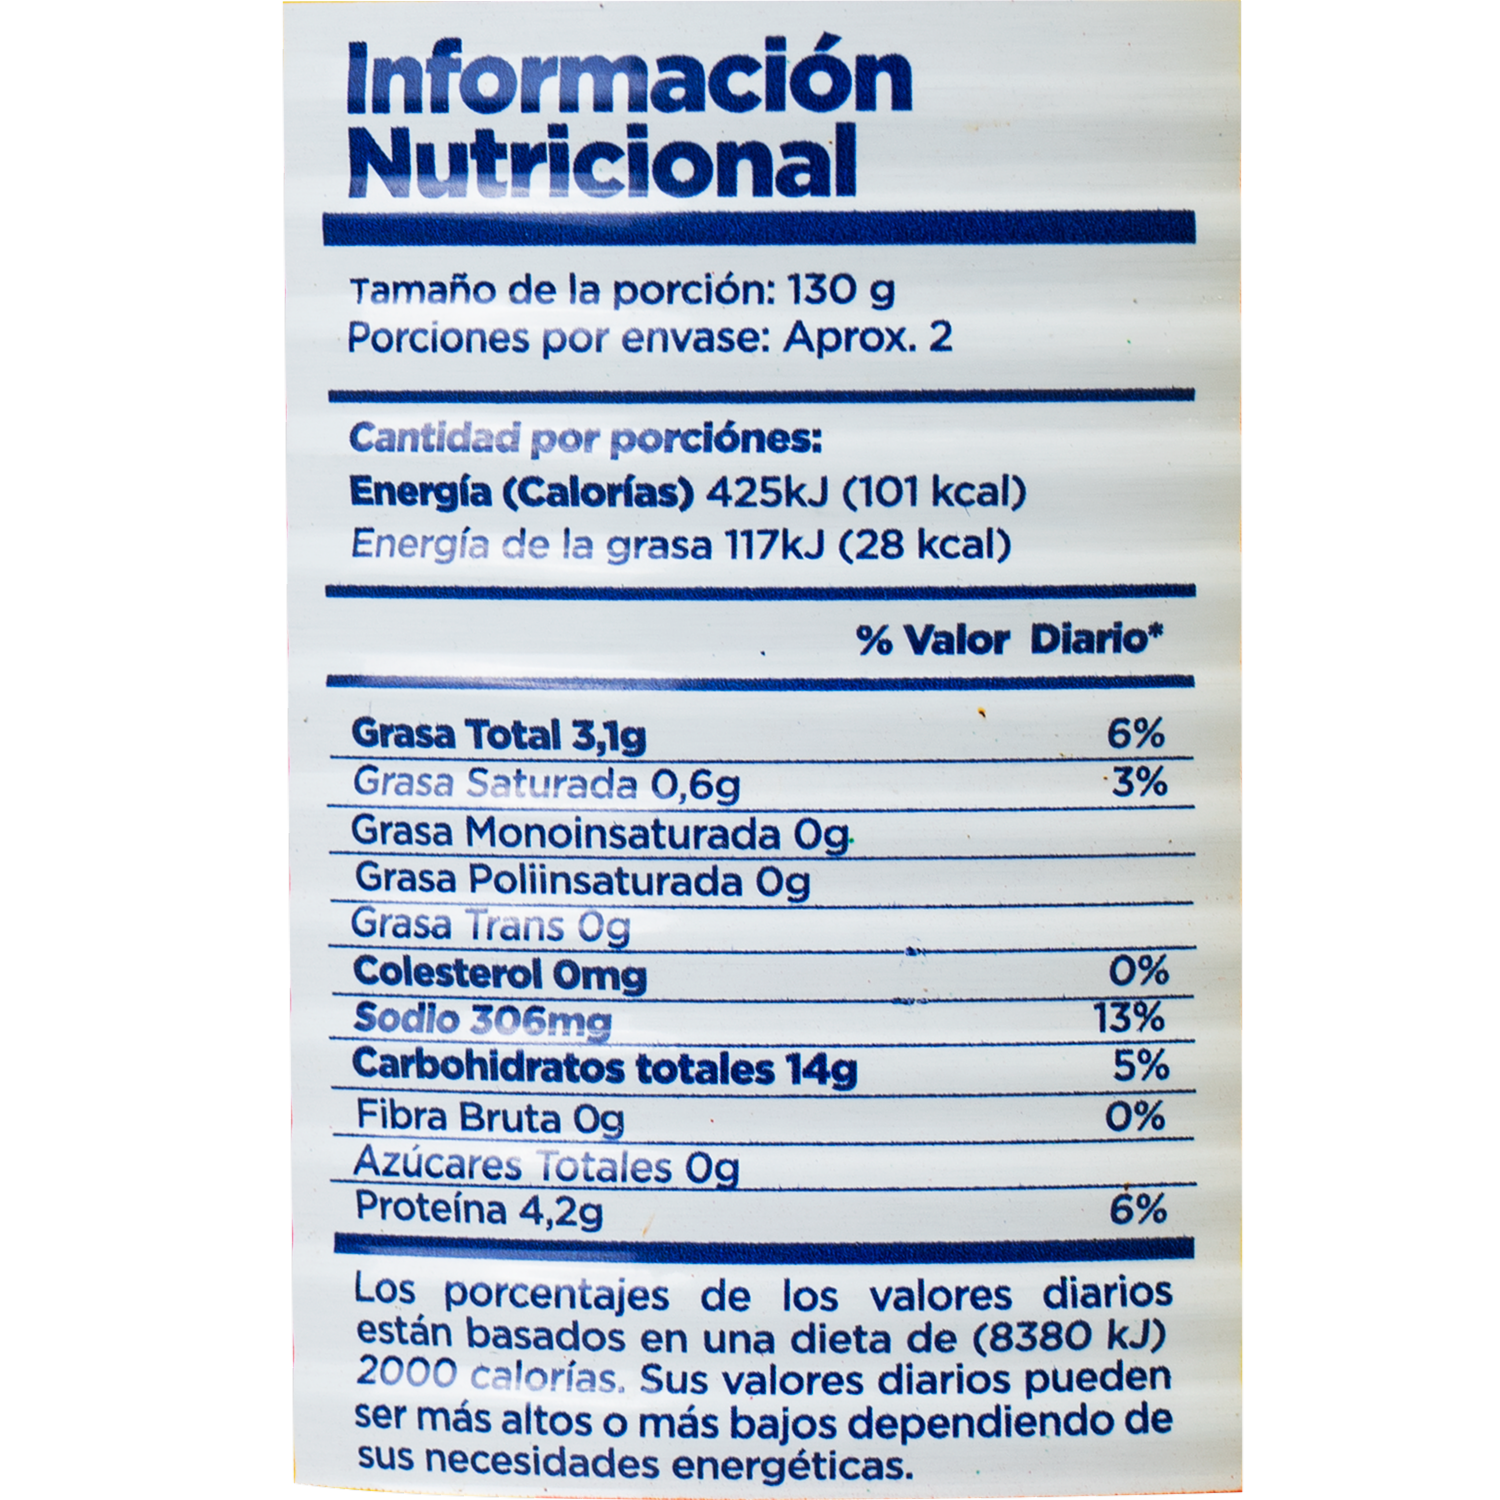 Información
Nutricional
Tamaño de la porción: 130 g
Porciones por envase: Aprox. 2
Cantidad por porciónes:
Energía (Calorías) 425kJ (101 kcal)
Energía de la grasa 117kJ (28 kcal)
% Valor Diario*
Grasa Total 3,1g 6%
Grasa Saturada 0,6g 3%
Grasa Monoinsaturada 0g
Grasa Poliinsaturada 0g
Grasa Trans 0g
Colesterol 0mg 0%
Sodio 306mg 13%
Carbohidratos totales 14g 5%
Fibra Bruta 0g 0%
Azúcares Totales 0g
Proteína 4,2g 6%
Los porcentajes de los valores diarios
están basados en una dieta de (8380 kJ)
2000 calorías. Sus valores diarios pueden
ser más altos o más bajos dependiendo de
sus necesidades energéticas.